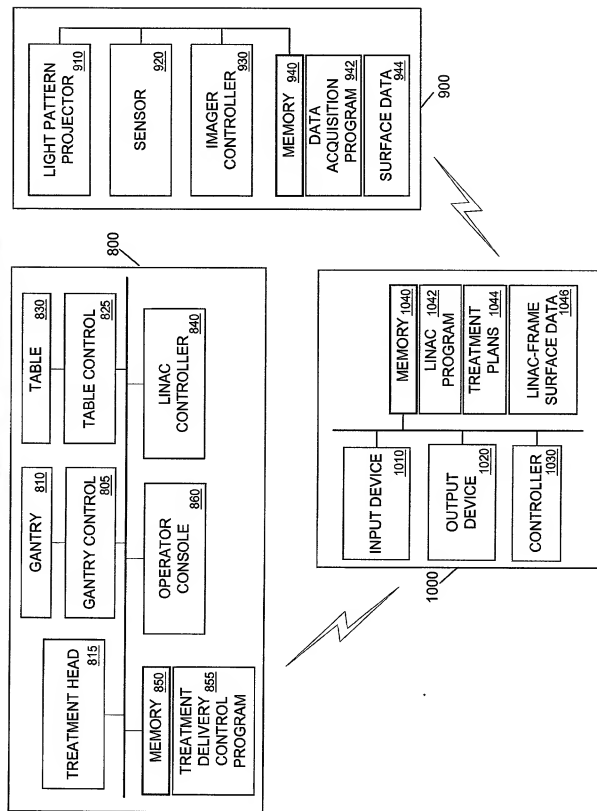 800
TREATMENT HEAD
815
GANTRY
810
GANTRY CONTROL
805
TABLE
830
TABLE CONTROL
825
MEMORY 850
TREATMENT
DELIVERY 855
CONTROL
PROGRAM
OPERATOR
CONSOLE
860
LINAC
CONTROLLER
840
LIGHT PATTERN
PROJECTOR
910
SENSOR
920
IMAGER
CONTROLLER
930
MEMORY 940
DATA
ACQUISITION
PROGRAM 942
SURFACE DATA
944
900
1000
INPUT DEVICE
1010
OUTPUT
DEVICE
1020
CONTROLLER
1030
MEMORY 1040
LINAC 1042
PROGRAM
TREATMENT
PLANS 1044
LINAC-FRAME
SURFACE DATA
1046